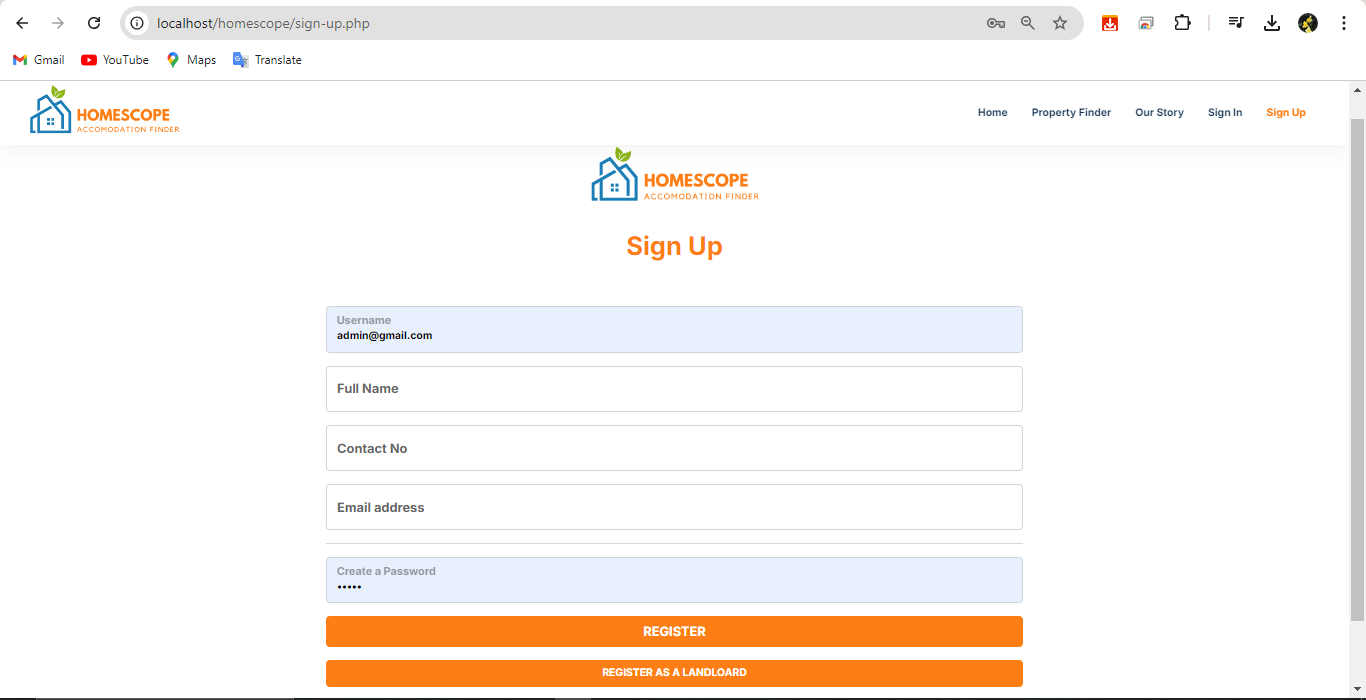 localhost/homescope/sign-up.php
Gmail YouTube Maps Translate
HOMESCOPE
ACCOMODATION FINDER
Home Property Finder Our Story Sign In Sign Up
HOMESCOPE
ACCOMODATION FINDER
Sign Up
Username
admin@gmail.com
Full Name
Contact No
Email address
Create a Password
•••••
REGISTER
REGISTER AS A LANDLOARD